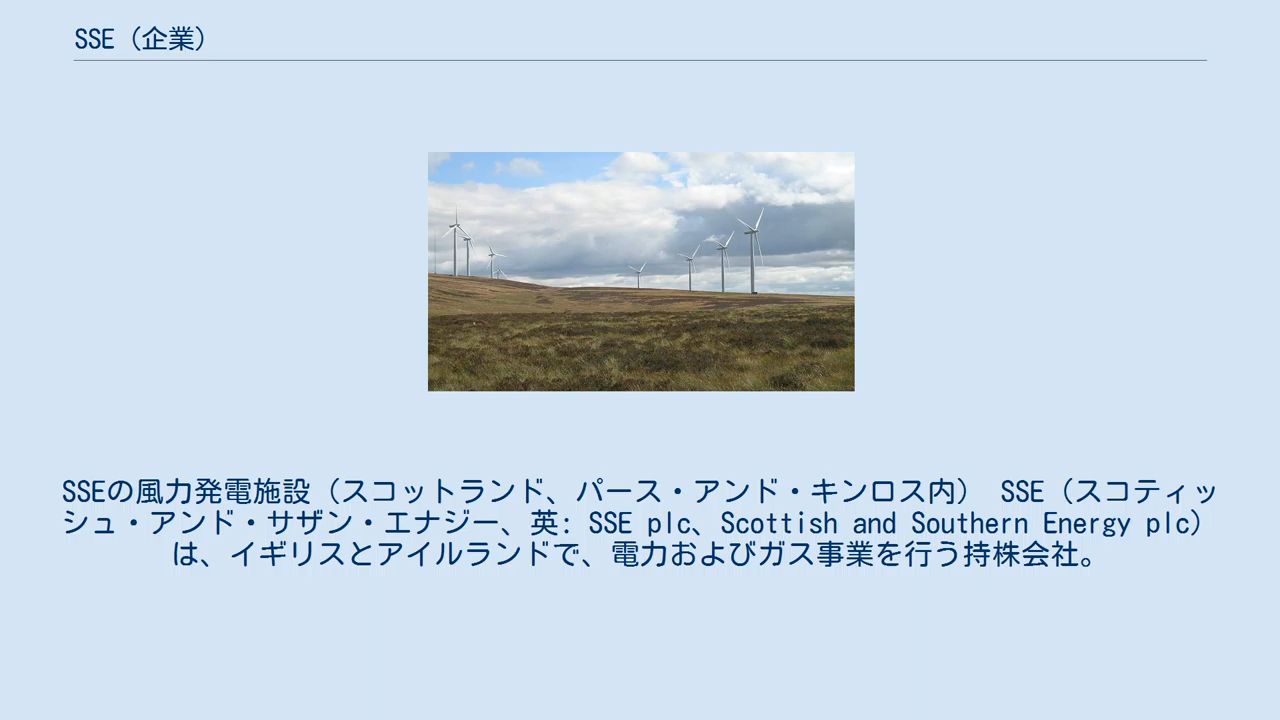 SSE（企業）
SSEの風力発電施設（スコットランド、パース・アンド・キンロス内） SSE（スコティッ
シュ・アンド・サザン・エナジー、英: SSE plc、Scottish and Southern Energy plc）
は、イギリスとアイルランドで、電力およびガス事業を行う持株会社。